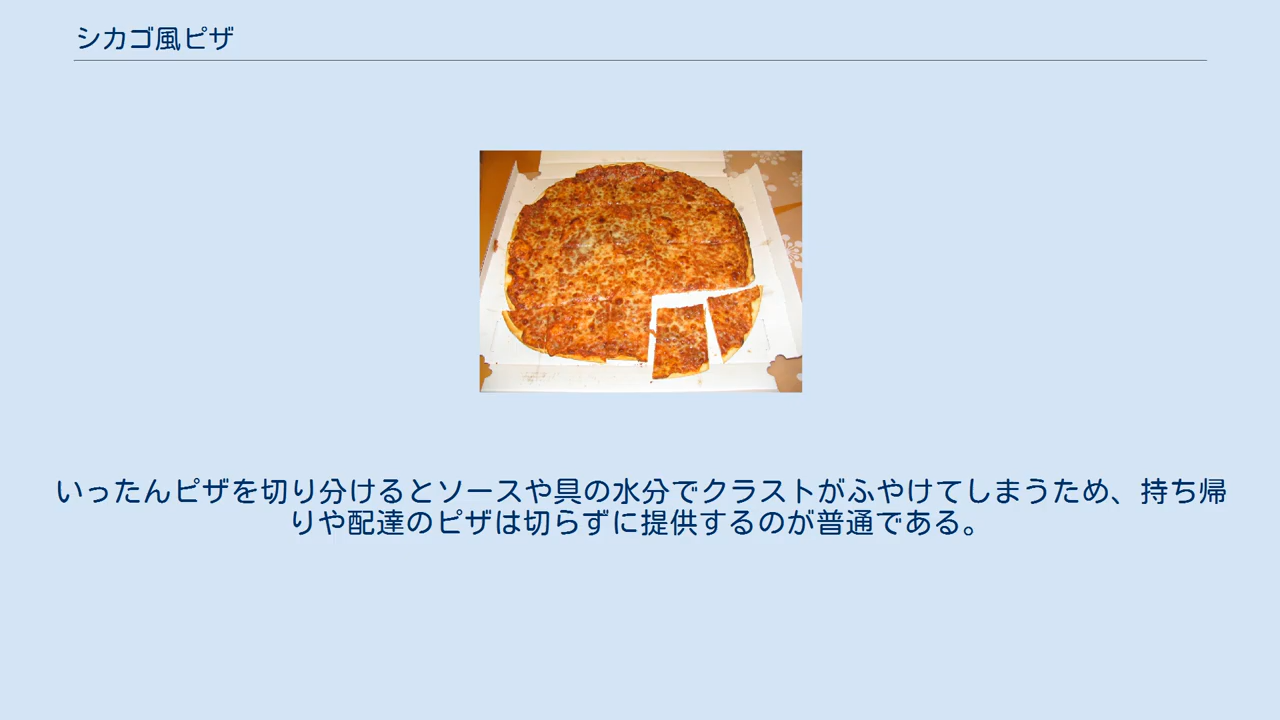 シカゴ風ピザ
いったんピザを切り分けるとソースや具の水分でクラストがふやけてしまうため、持ち帰
りや配達のピザは切らずに提供するのが普通である。